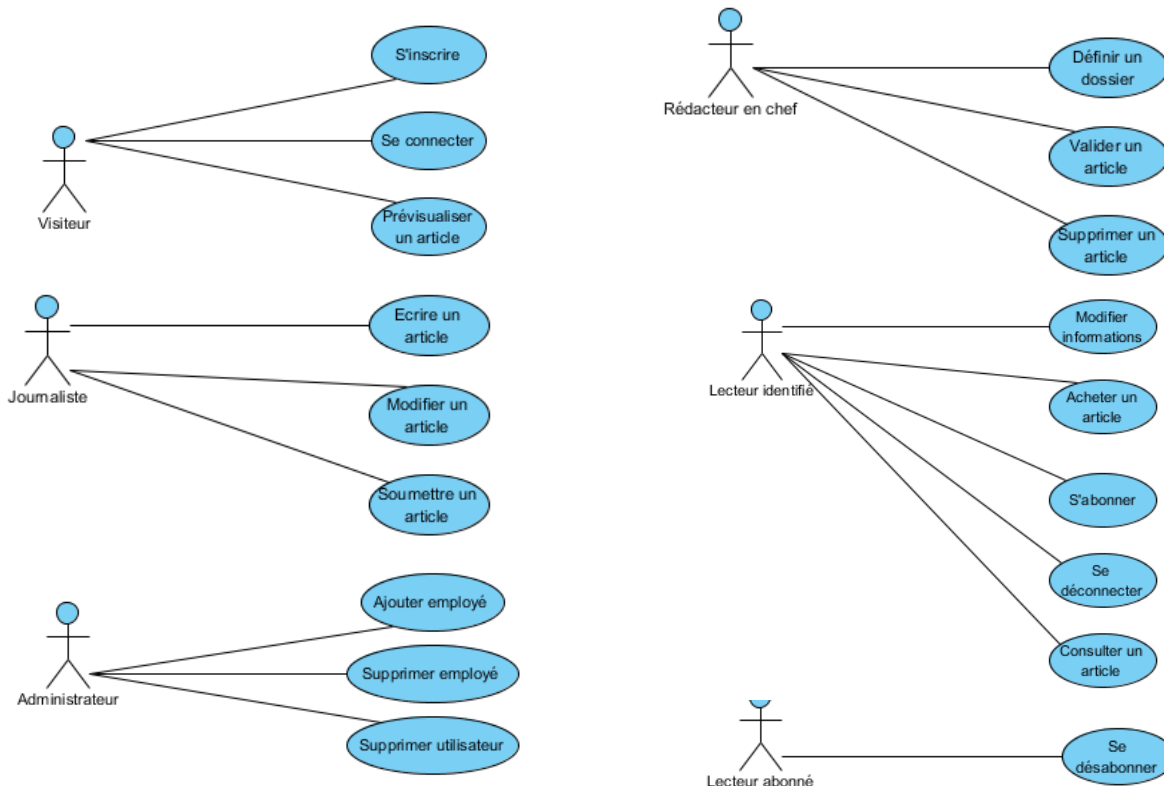 S'inscrire
Se connecter
Prévisualiser
un article
Visiteur
Ecrire un
article
Modifier un
article
Soumettre un
article
Journaliste
Ajouter employé
Supprimer employé
Supprimer utilisateur
Administrateur
Définir un
dossier
Valider un
article
Supprimer un
article
Rédacteur en chef
Modifier
informations
Acheter un
article
S'abonner
Se
déconnecter
Consulter un
article
Lecteur identifié
Se
désabonner
Lecteur abonné